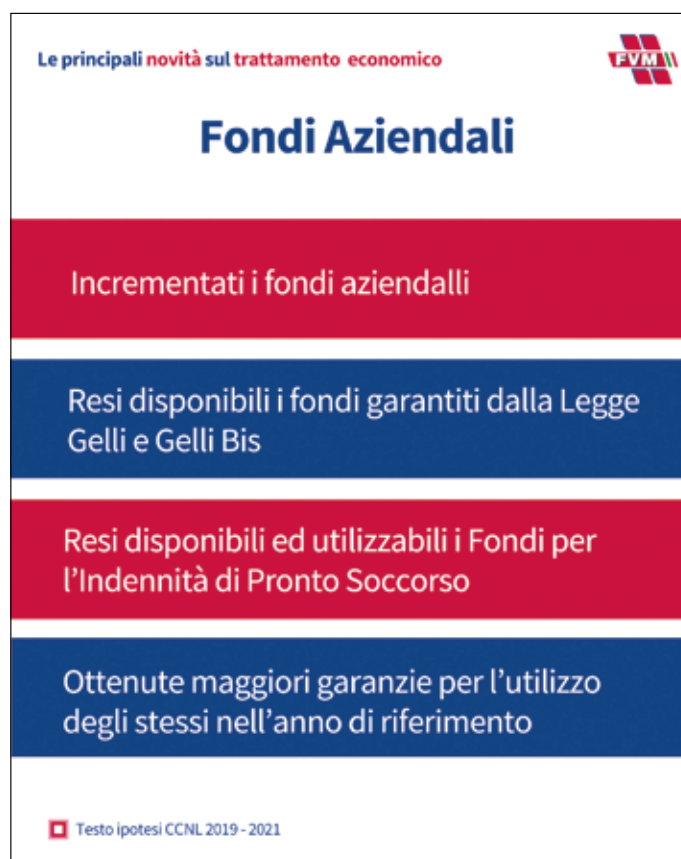 Le principali novità sul trattamento economico
FVM
Fondi Aziendali
Incrementati i fondi aziendalli
Resi disponibili i fondi garantiti dalla Legge
Gelli e Gelli Bis
Resi disponibili ed utilizzabili i Fondi per
l’Indennità di Pronto Soccorso
Ottenute maggiori garanzie per l’utilizzo
degli stessi nell’anno di riferimento
Testo ipotesi CCNL 2019 - 2021